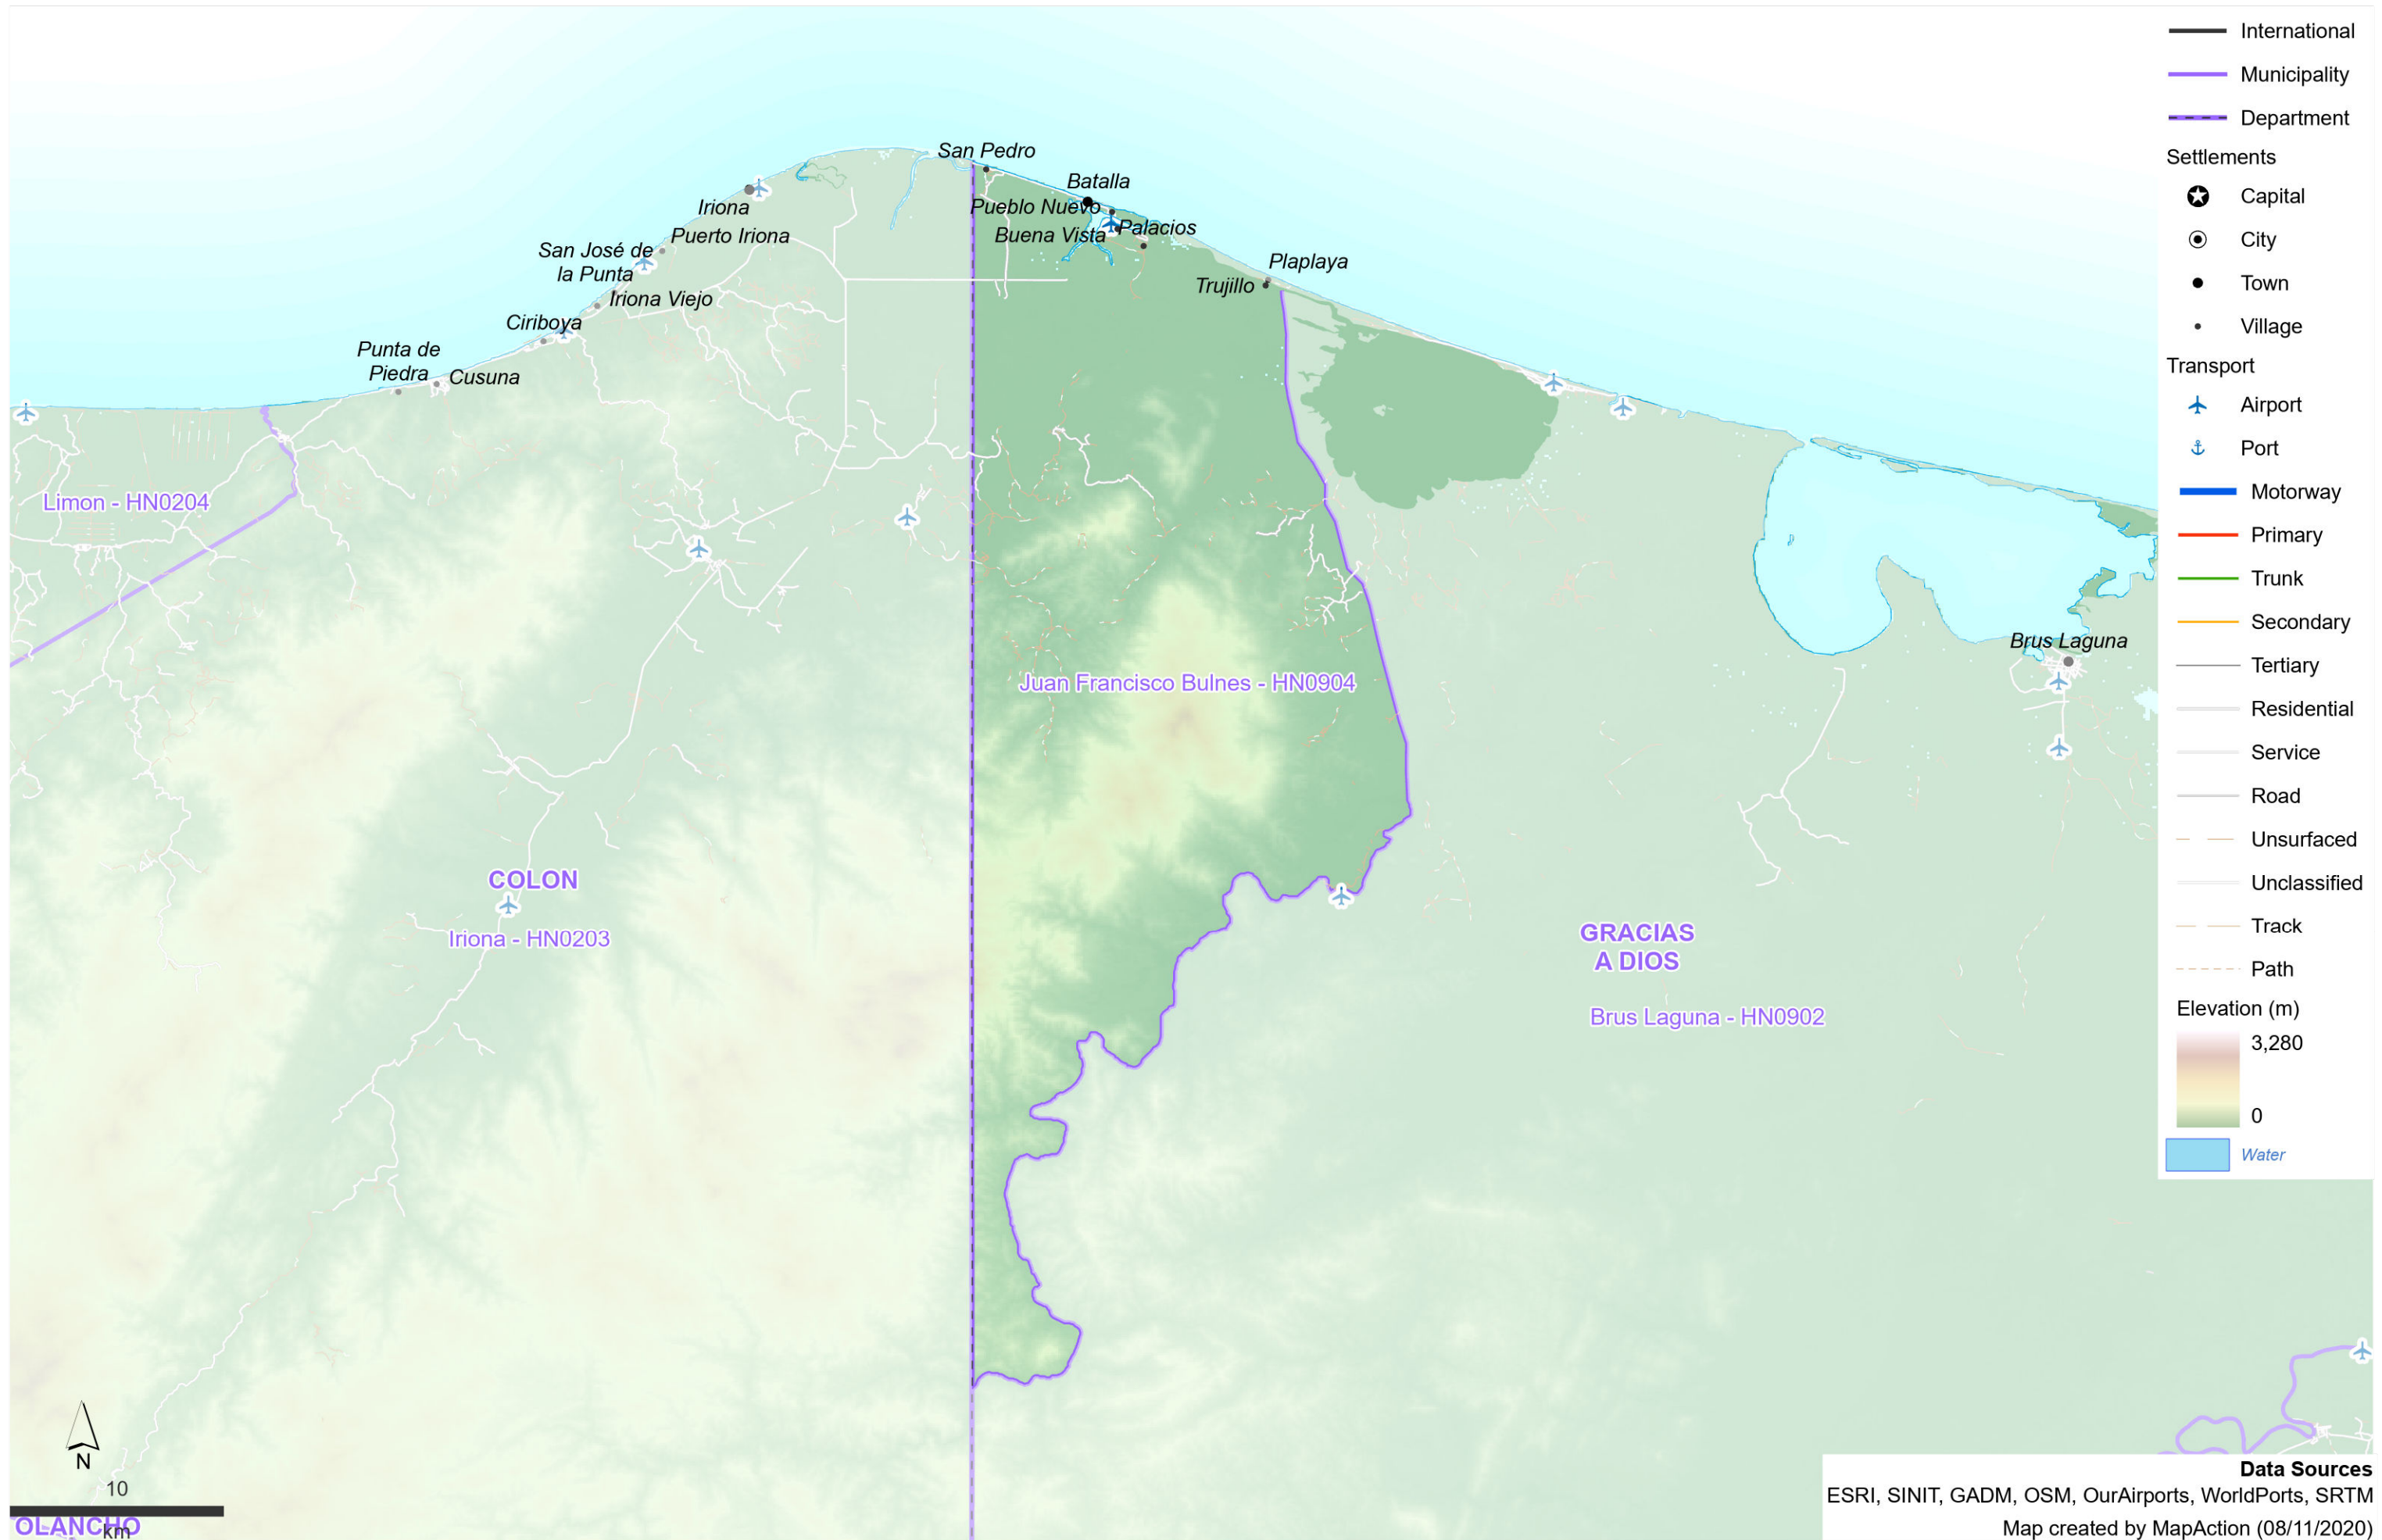 International
Municipality
Department
Settlements
Capital
City
Town
Village
Transport
Airport
Port
Motorway
Primary
Trunk
Secondary
Tertiary
Residential
Service
Road
Unsurfaced
Unclassified
Track
Path
Elevation (m)
3,280
0
Water
San Pedro
Batalla
Pueblo Nuevo
Buena Vista
Palacios
Iriona
Puerto Iriona
San José de
la Punta
Iriona Viejo
Ciriboya
Punta de
Piedra
Cusuna
Plaplaya
Trujillo
Limon - HN0204
Brus Laguna
Juan Francisco Bulnes - HN0904
COLON
Iriona - HN0203
GRACIAS
A DIOS
Brus Laguna - HN0902
N
10
km
OLANCHO
Data Sources
ESRI, SINIT, GADM, OSM, OurAirports, WorldPorts, SRTM
Map created by MapAction (08/11/2020)